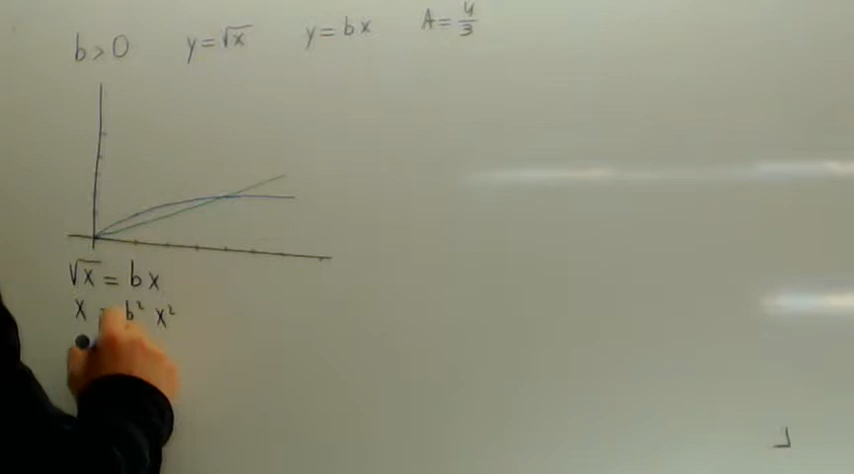 b > 0 y = √x y = bx A = 4/3
√x = bx
x = b² x²